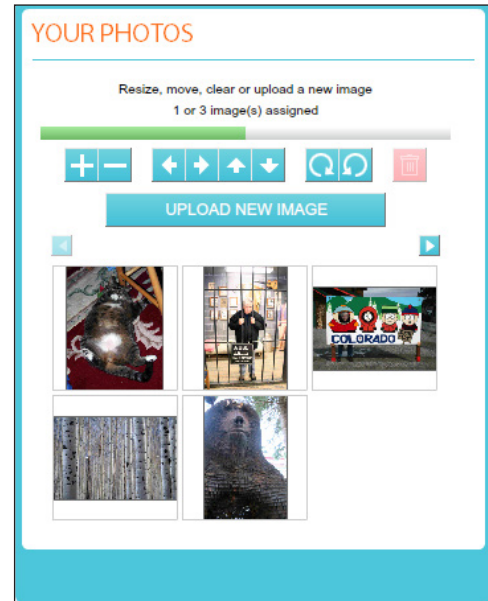 YOUR PHOTOS
Resize, move, clear or upload a new image
1 or 3 image(s) assigned
UPLOAD NEW IMAGE
COLORADO